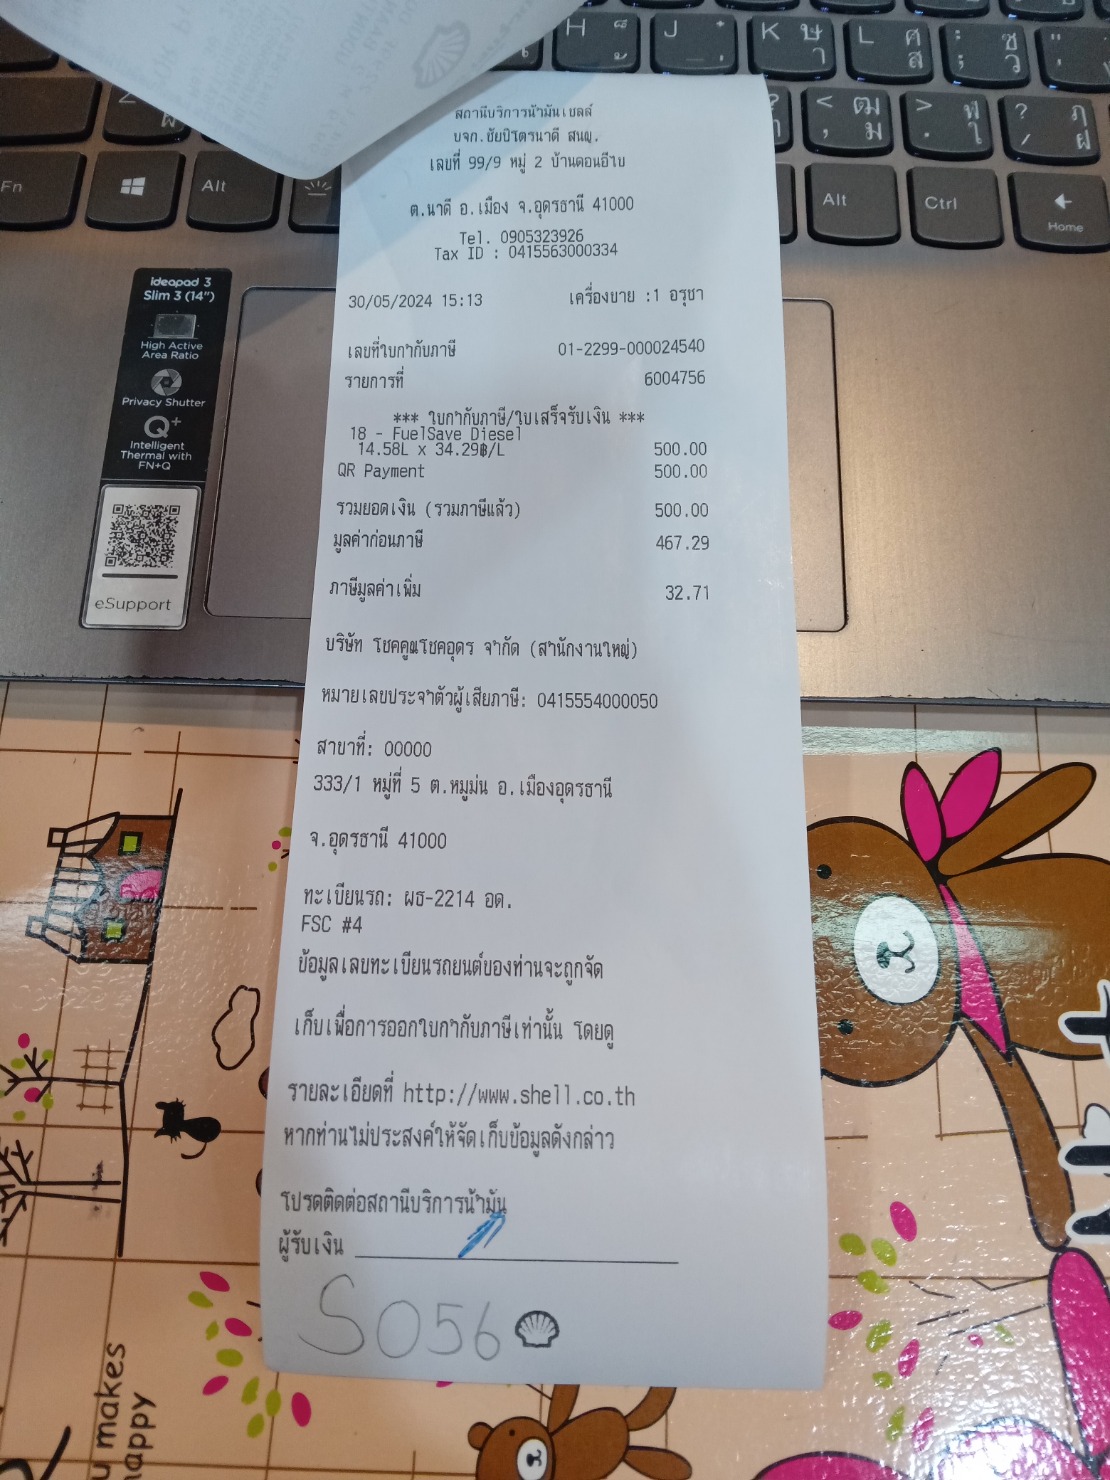 H
J
K ษ า
L ศ ส
: ; ซ ว
< , ฒ ม
> . ฬ ใ
? / ฦ ฝ
Fn
Alt
Alt
Ctrl
Home
ideapad 3
Slim 3 (14")
High Active
Area Ratio
Privacy Shutter
Q+
Intelligent
Thermal with
FN+Q
eSupport
สถานีบริการน้ำมันเชลล์
บจก.ชัยปิโตรนาดี สนญ.
เลขที่ 99/9 หมู่ 2 บ้านดอนอีไข
ต.นาดี อ.เมือง จ.อุดรธานี 41000
Tel. 0905323926
Tax ID : 0415563000334
30/05/2024 15:13 เครื่องขาย :1 อรุชา
เลขที่ใบกำกับภาษี 01-2299-000024540
รายการที่ 6004756
*** ใบกำกับภาษี/ใบเสร็จรับเงิน ***
18 - FuelSave Diesel
14.58L x 34.29฿/L 500.00
QR Payment 500.00
รวมยอดเงิน (รวมภาษีแล้ว) 500.00
มูลค่าก่อนภาษี 467.29
ภาษีมูลค่าเพิ่ม 32.71
บริษัท โชคคูณโชคอุดร จำกัด (สำนักงานใหญ่)
หมายเลขประจำตัวผู้เสียภาษี: 0415554000050
สาขาที่: 00000
333/1 หมู่ที่ 5 ต.หมูม่น อ.เมืองอุดรธานี
จ.อุดรธานี 41000
ทะเบียนรถ: ผธ-2214 อด.
FSC #4
ข้อมูลเลขทะเบียนรถยนต์ของท่านจะถูกจัด
เก็บเพื่อการออกใบกำกับภาษีเท่านั้น โดยดู
รายละเอียดที่ http://www.shell.co.th
หากท่านไม่ประสงค์ให้จัดเก็บข้อมูลดังกล่าว
โปรดติดต่อสถานีบริการน้ำมัน
ผู้รับเงิน
S056
u makes
happy